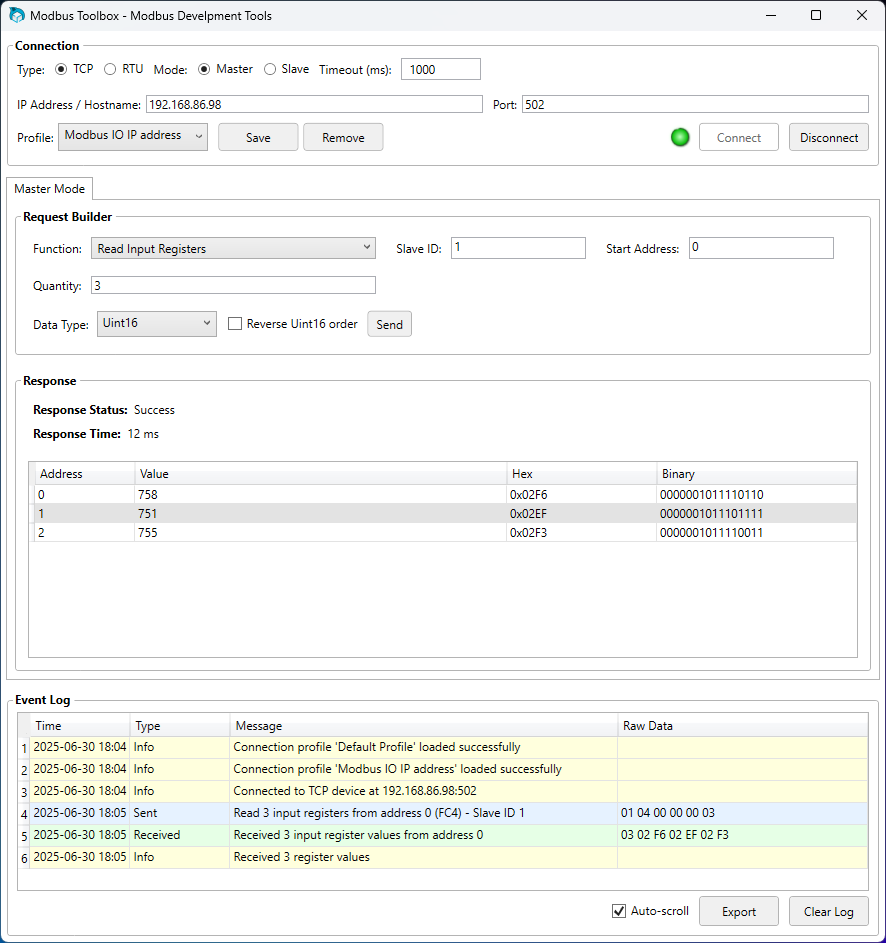 Modbus Toolbox - Modbus Develpment Tools
Connection
Type: TCP RTU Mode: Master Slave Timeout (ms): 1000
IP Address / Hostname: 192.168.86.98 Port: 502
Profile: Modbus IO IP address Save Remove Connect Disconnect
Master Mode
Request Builder
Function: Read Input Registers Slave ID: 1 Start Address: 0
Quantity: 3
Data Type: Uint16 Reverse Uint16 order Send
Response
Response Status: Success
Response Time: 12 ms
Address Value Hex Binary
0 758 0x02F6 0000001011110110
1 751 0x02EF 0000001011101111
2 755 0x02F3 0000001011110011
Event Log
Time Type Message Raw Data
1 2025-06-30 18:04 Info Connection profile 'Default Profile' loaded successfully
2 2025-06-30 18:04 Info Connection profile 'Modbus IO IP address' loaded successfully
3 2025-06-30 18:04 Info Connected to TCP device at 192.168.86.98:502
4 2025-06-30 18:05 Sent Read 3 input registers from address 0 (FC4) - Slave ID 1 01 04 00 00 00 03
5 2025-06-30 18:05 Received Received 3 input register values from address 0 03 02 F6 02 EF 02 F3
6 2025-06-30 18:05 Info Received 3 register values
Auto-scroll Export Clear Log